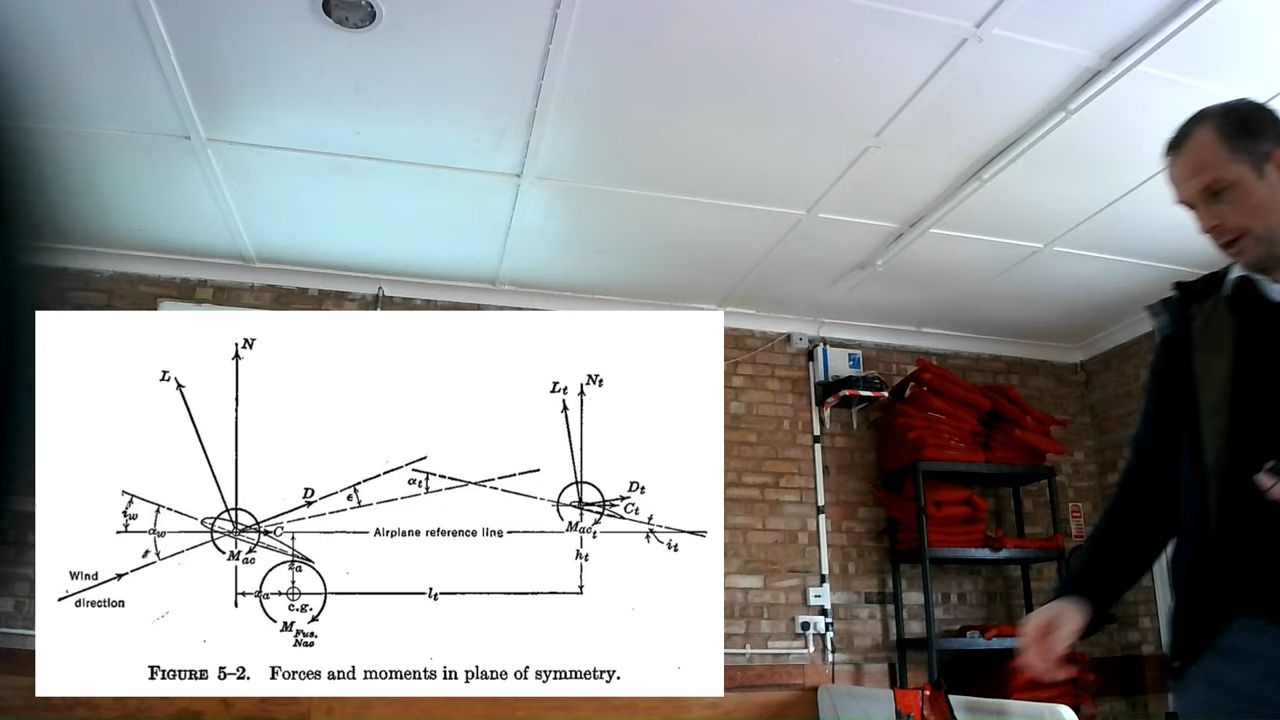 N
L
Nt
Lt
D
ϵ
αt
Dt
Ct
iw
αw
C
Airplane reference line
Mac
Mact
it
ht
za
Wind
direction
xa
c.g.
lt
MFus.
Nac
FIGURE 5-2. Forces and moments in plane of symmetry.